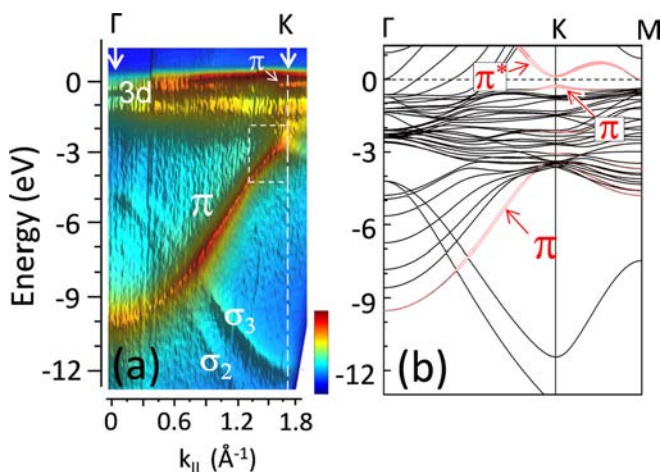 Γ K Γ K M
0 π 0
3d π*
π
-3 -3
Energy (eV)
π
-6 -6
π
-9 -9
σ3
-12 (a) σ2 -12 (b)
0 0.6 1.2 1.8
k|| (Å-1)